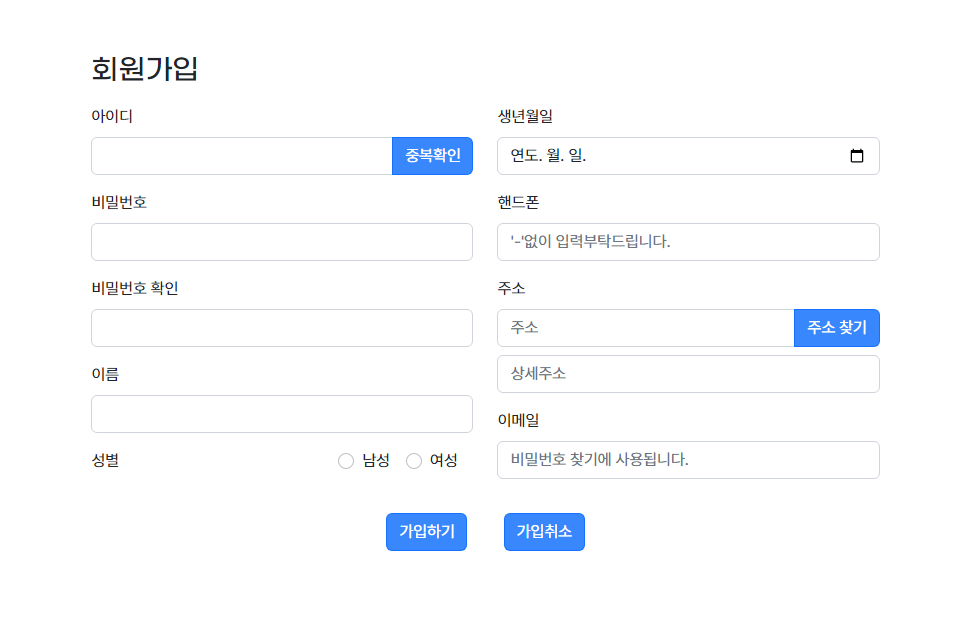 회원가입
아이디
중복확인
비밀번호
비밀번호 확인
이름
성별 남성 여성
생년월일
연도. 월. 일.
핸드폰
'-'없이 입력부탁드립니다.
주소
주소 주소 찾기
상세주소
이메일
비밀번호 찾기에 사용됩니다.
가입하기 가입취소